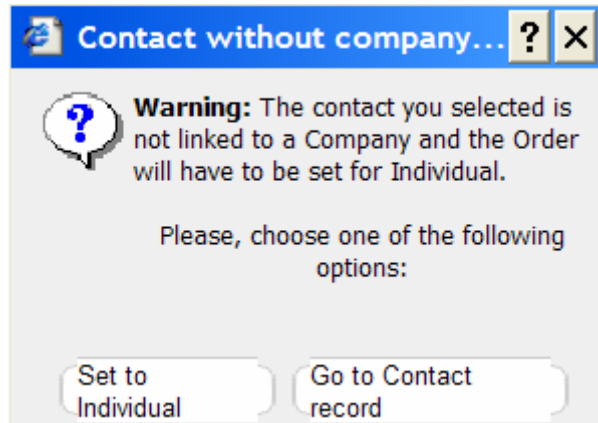 Contact without company...
Warning: The contact you selected is
not linked to a Company and the Order
will have to be set for Individual.
Please, choose one of the following
options:
Set to
Individual
Go to Contact
record